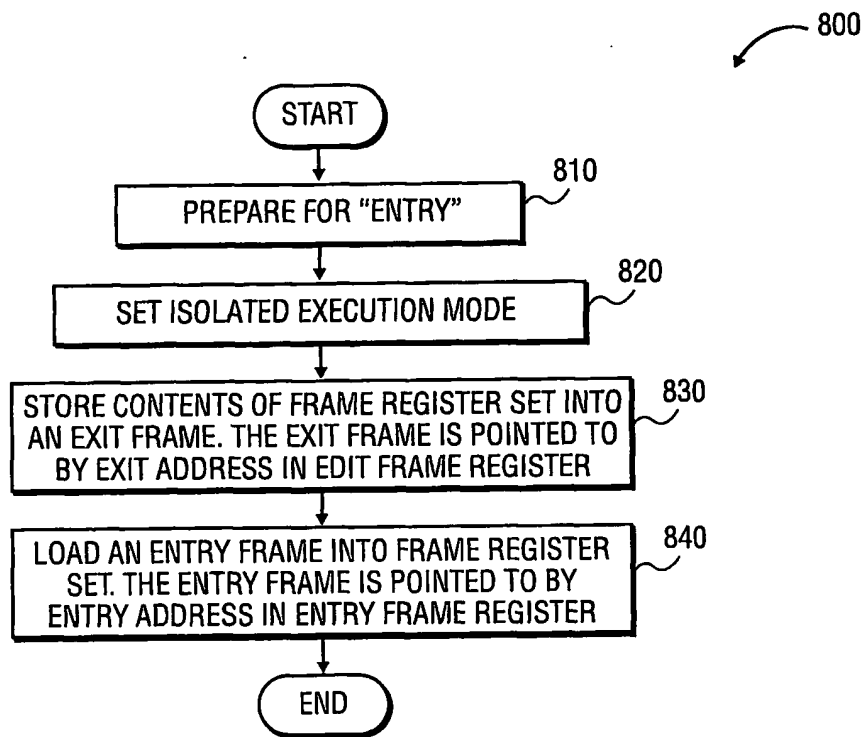 800
START
810
PREPARE FOR “ENTRY”
820
SET ISOLATED EXECUTION MODE
830
STORE CONTENTS OF FRAME REGISTER SET INTO
AN EXIT FRAME. THE EXIT FRAME IS POINTED TO
BY EXIT ADDRESS IN EDIT FRAME REGISTER
840
LOAD AN ENTRY FRAME INTO FRAME REGISTER
SET. THE ENTRY FRAME IS POINTED TO BY
ENTRY ADDRESS IN ENTRY FRAME REGISTER
END